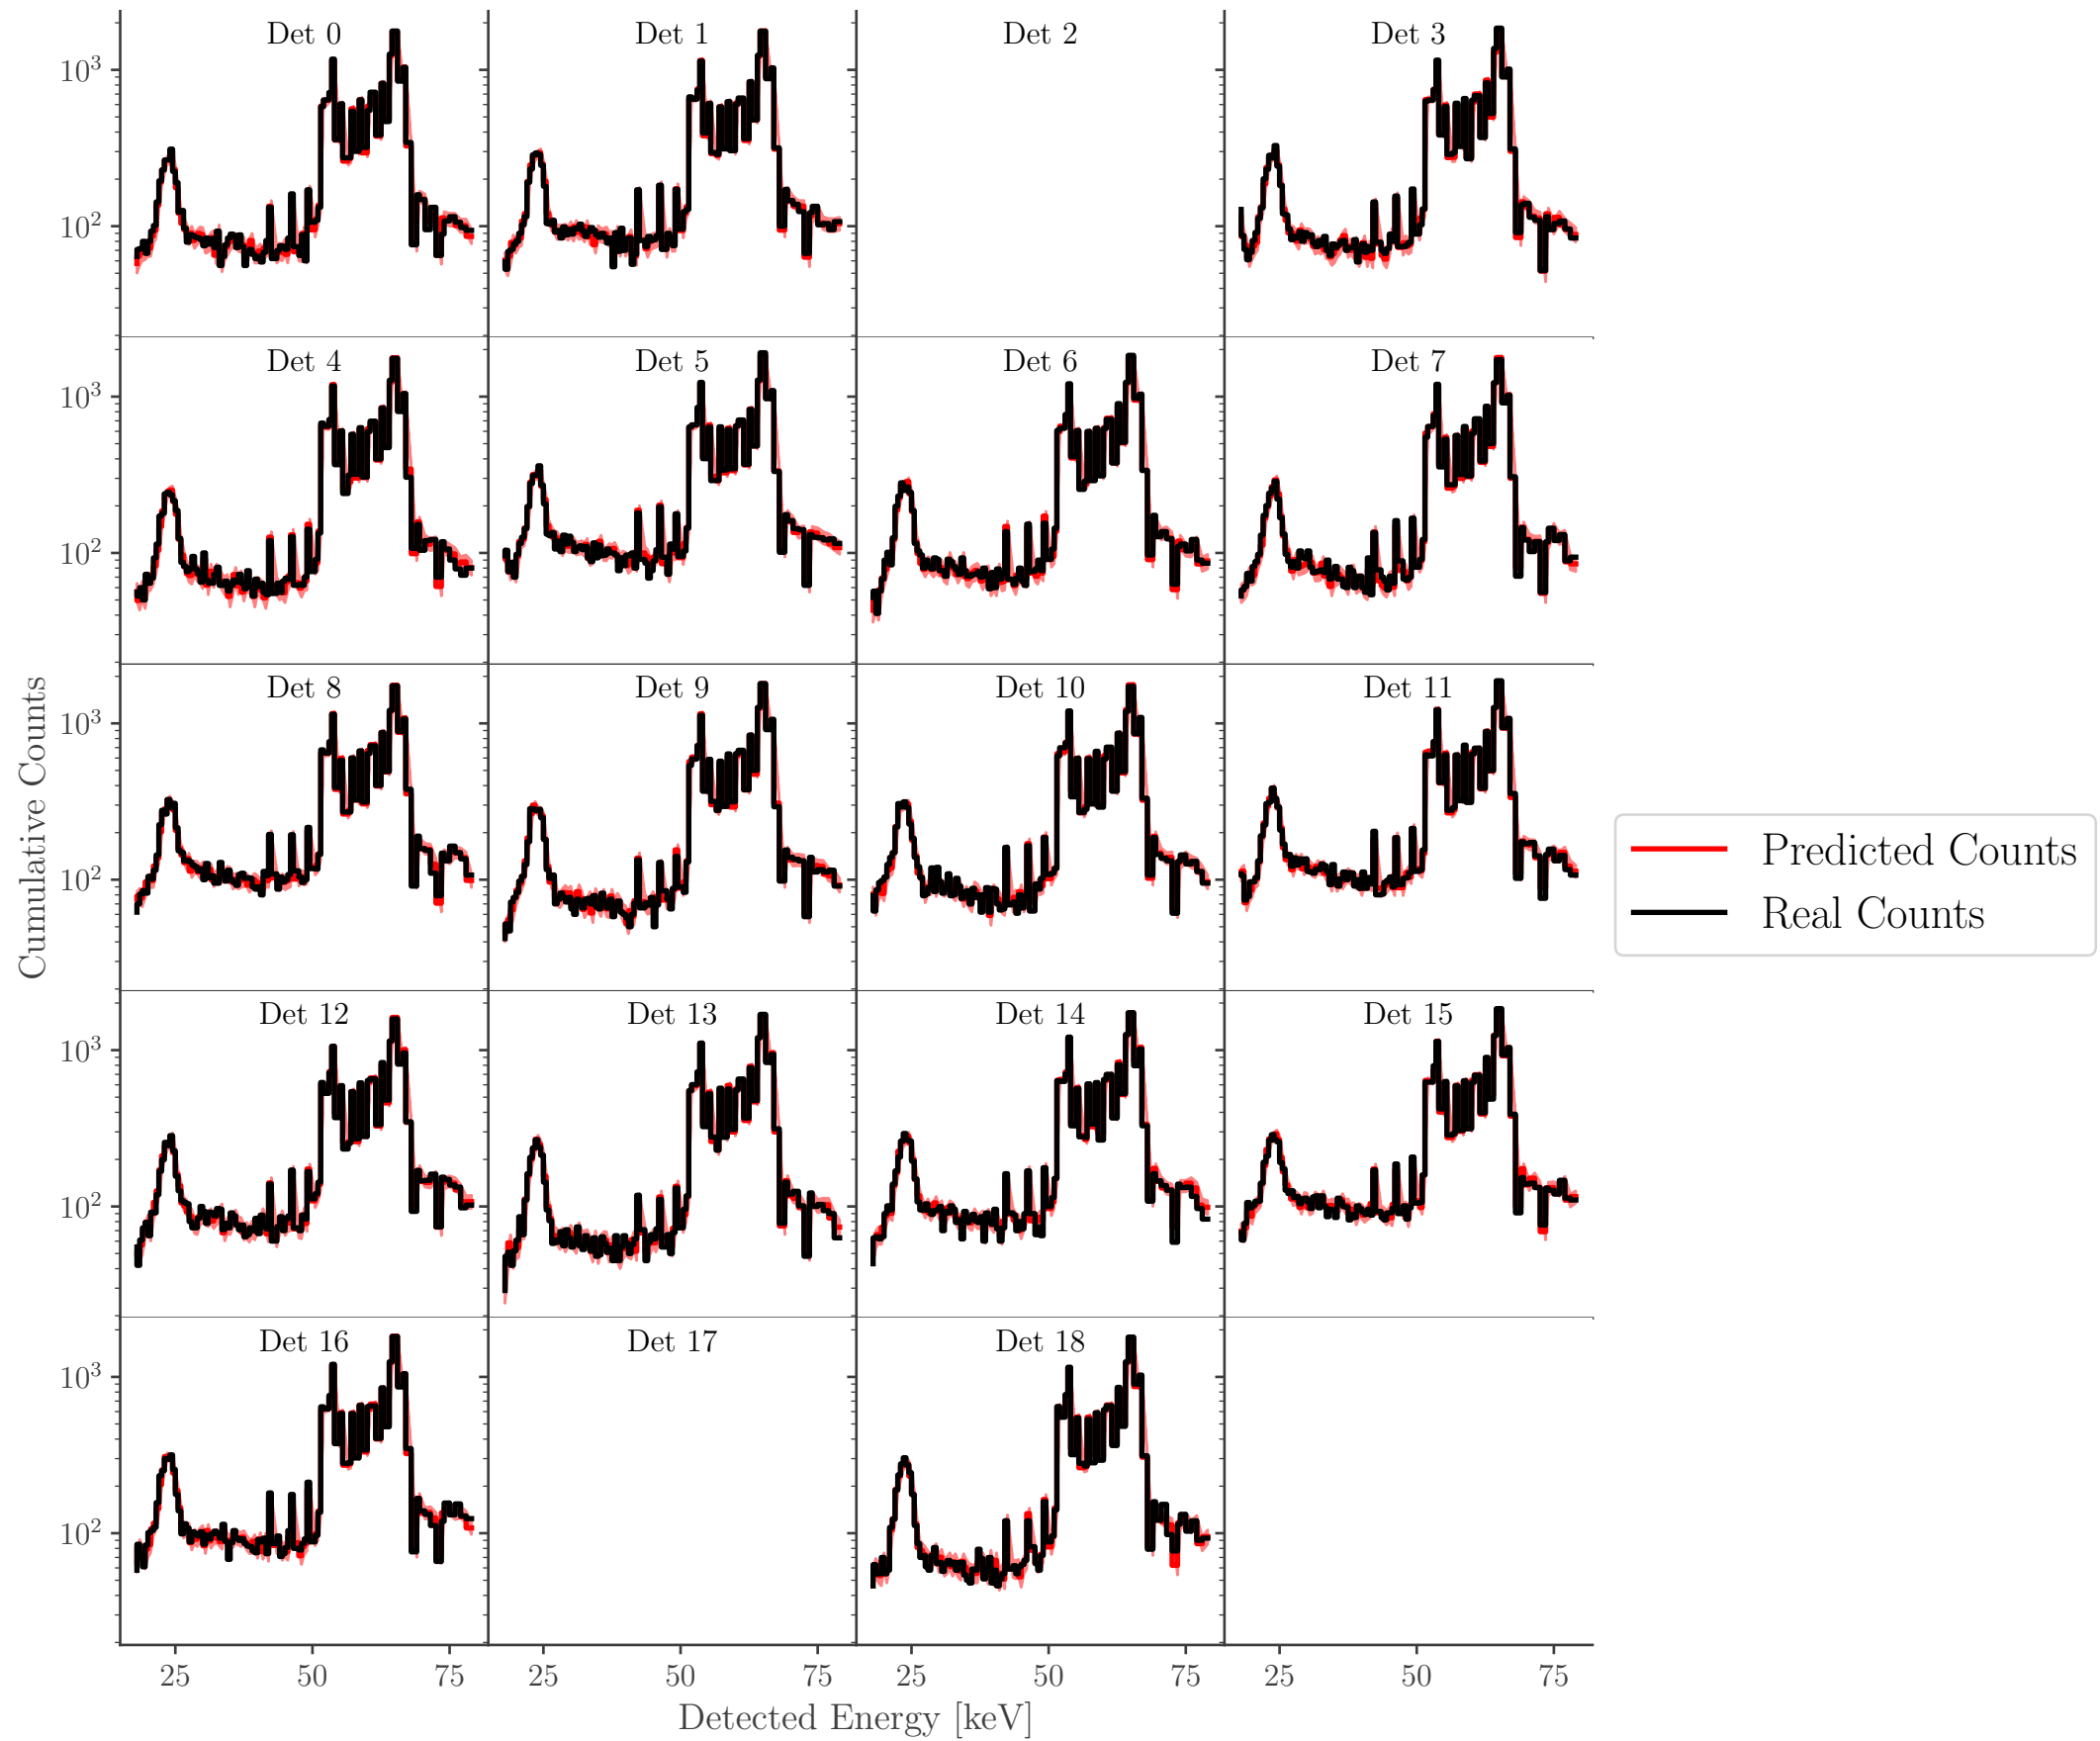 Det 0
Det 1
Det 2
Det 3
10³
10²
Det 4
Det 5
Det 6
Det 7
10³
10²
Det 8
Det 9
Det 10
Det 11
10³
10²
Cumulative Counts
Predicted Counts
Real Counts
Det 12
Det 13
Det 14
Det 15
10³
10²
Det 16
Det 17
Det 18
10³
10²
25 50 75 25 50 75 25 50 75 25 50 75
Detected Energy [keV]